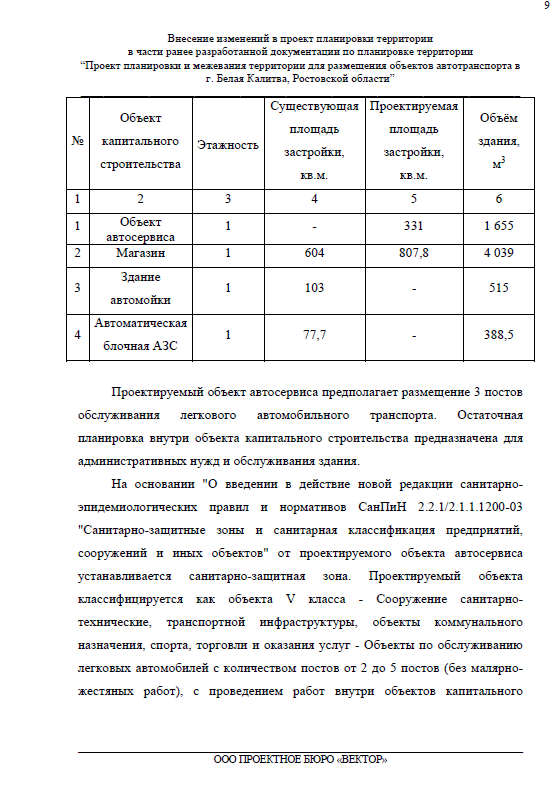 9
Внесение изменений в проект планировки территории
в части ранее разработанной документации по планировке территории
“Проект планировки и межевания территории для размещения объектов автотранспорта в
г. Белая Калитва, Ростовской области”
№ Объект капитального строительства Этажность Существующая площадь застройки, кв.м. Проектируемая площадь застройки, кв.м. Объём здания, м3
1 2 3 4 5 6
1 Объект автосервиса 1 - 331 1 655
2 Магазин 1 604 807,8 4 039
3 Здание автомойки 1 103 - 515
4 Автоматическая блочная АЗС 1 77,7 - 388,5
Проектируемый объект автосервиса предполагает размещение 3 постов
обслуживания легкового автомобильного транспорта. Остаточная
планировка внутри объекта капитального строительства предназначена для
административных нужд и обслуживания здания.
На основании "О введении в действие новой редакции санитарно-
эпидемиологических правил и нормативов СанПиН 2.2.1/2.1.1.1200-03
"Санитарно-защитные зоны и санитарная классификация предприятий,
сооружений и иных объектов" от проектируемого объекта автосервиса
устанавливается санитарно-защитная зона. Проектируемый объекта
классифицируется как объекта V класса - Сооружение санитарно-
технические, транспортной инфраструктуры, объекты коммунального
назначения, спорта, торговли и оказания услуг - Объекты по обслуживанию
легковых автомобилей с количеством постов от 2 до 5 постов (без малярно-
жестяных работ), с проведением работ внутри объектов капитального
ООО ПРОЕКТНОЕ БЮРО «ВЕКТОР»